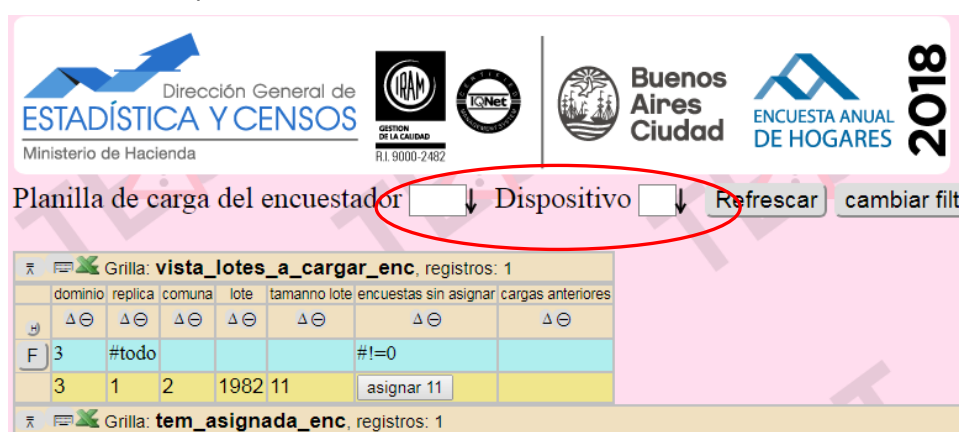 Dirección General de
ESTADÍSTICA Y CENSOS
Ministerio de Hacienda
IRAM
GESTION
DE LA CALIDAD
R.I. 9000-2482
IQNet
Buenos
Aires
Ciudad
ENCUESTA ANUAL
DE HOGARES
2018
Planilla de carga del encuestador ↓ Dispositivo ↓ Refrescar cambiar filt
Grilla: vista_lotes_a_cargar_enc, registros: 1
dominio replica comuna lote tamanno lote encuestas sin asignar cargas anteriores
F 3 #todo #!=0
3 1 2 1982 11 asignar 11
Grilla: tem_asignada_enc, registros: 1